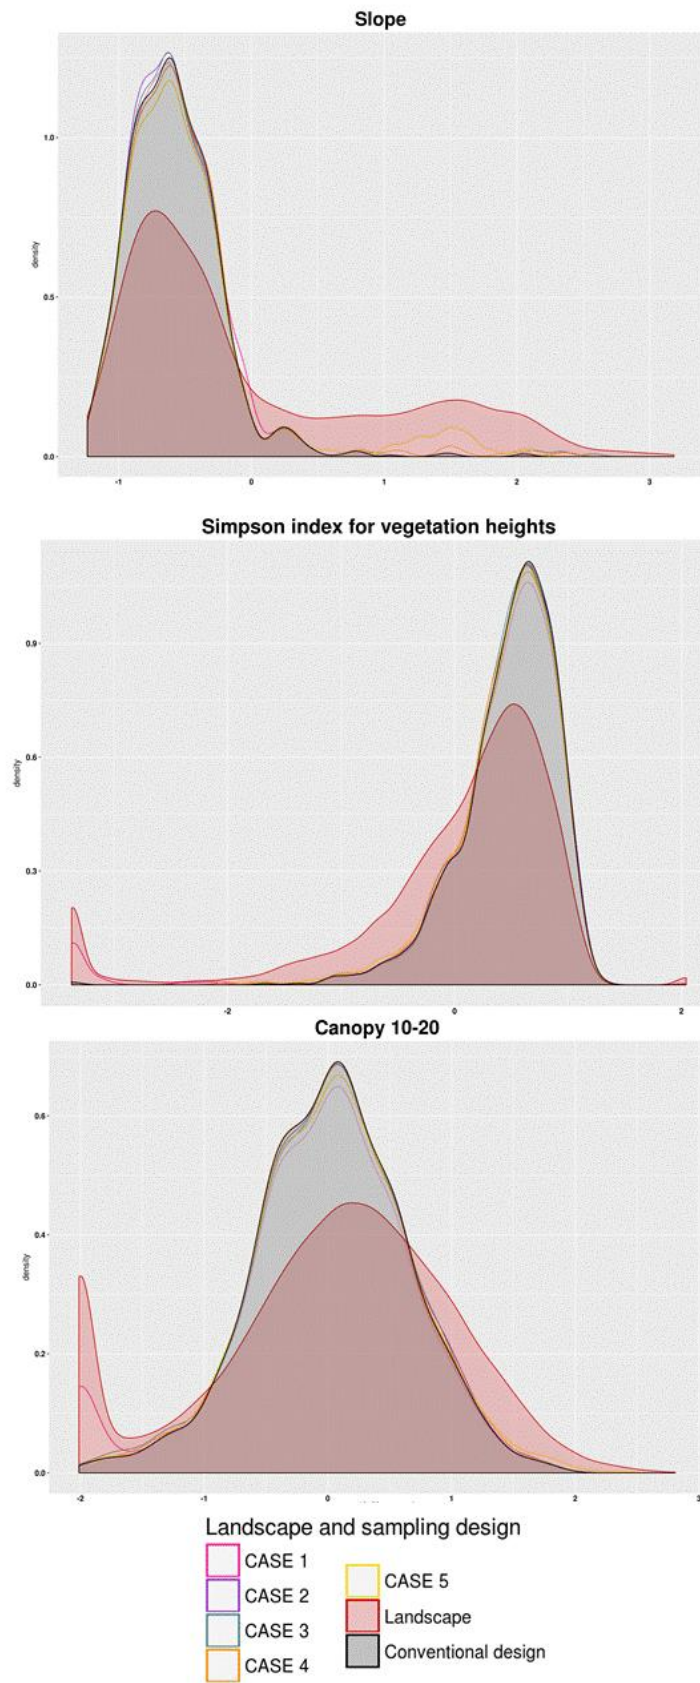 Slope
1.0
density
0.5
0.0
-1 0 1 2 3
Simpson index for vegetation heights
0.9
0.6
density
0.3
0.0
-2 0 2
Canopy 10-20
0.6
0.4
density
0.2
0.0
-2 -1 0 1 2 3
Landscape and sampling design
CASE 1
CASE 2
CASE 3
CASE 4
CASE 5
Landscape
Conventional design